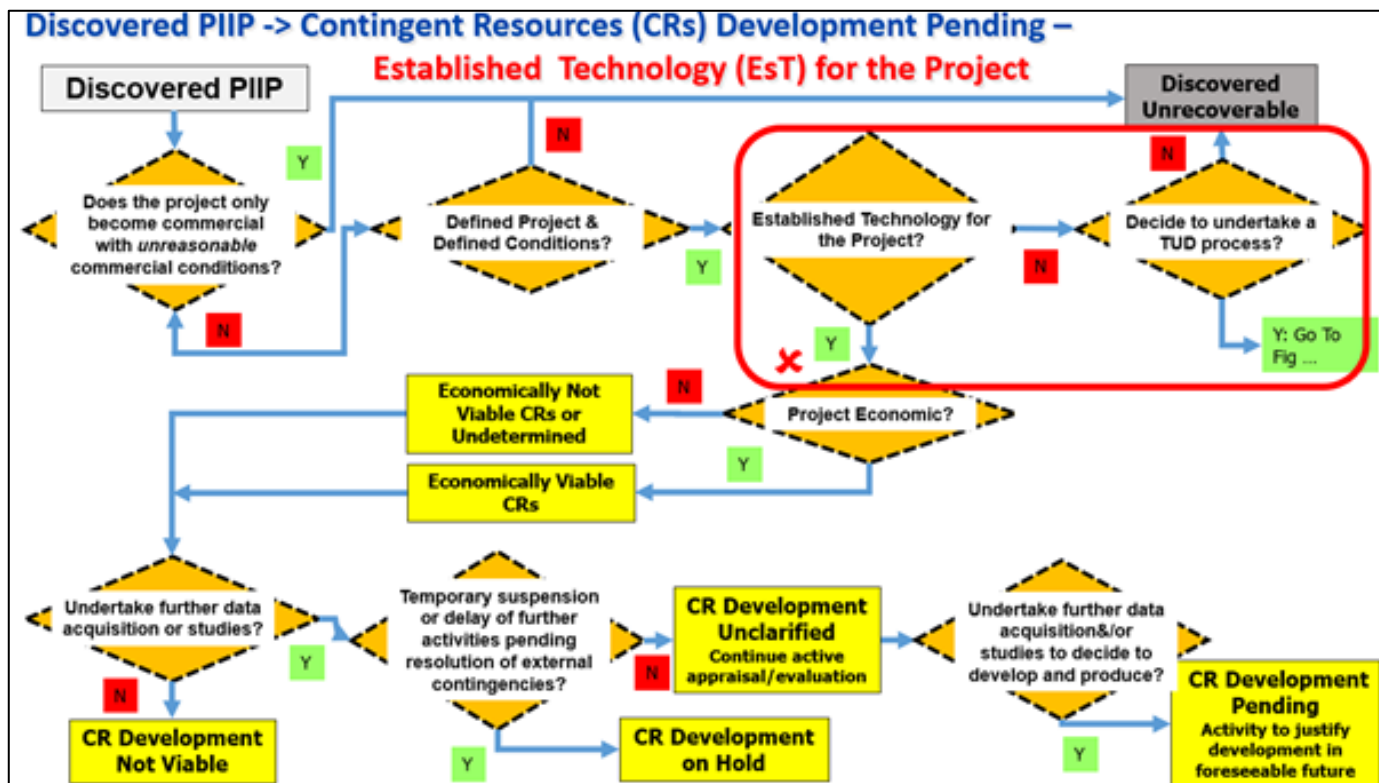 Discovered PIIP -> Contingent Resources (CRs) Development Pending –
Established Technology (EsT) for the Project
Discovered PIIP
Discovered
Unrecoverable
N
Y
N
Does the project only
become commercial
with unreasonable
commercial conditions?
Defined Project &
Defined Conditions?
Established Technology for
the Project?
Decide to undertake a
TUD process?
Y
N
N
Y
Y: Go To
Fig ...
✘
Economically Not
Viable CRs or
Undetermined
N
Project Economic?
Y
Economically Viable
CRs
Undertake further data
acquisition or studies?
Temporary suspension
or delay of further
activities pending
resolution of external
contingencies?
CR Development
Unclarified
Continue active
appraisal/evaluation
Undertake further data
acquisition&/or
studies to decide to
develop and produce?
Y
N
N
CR Development
Pending
Activity to justify
development in
foreseeable future
CR Development
Not Viable
Y
CR Development
on Hold
Y